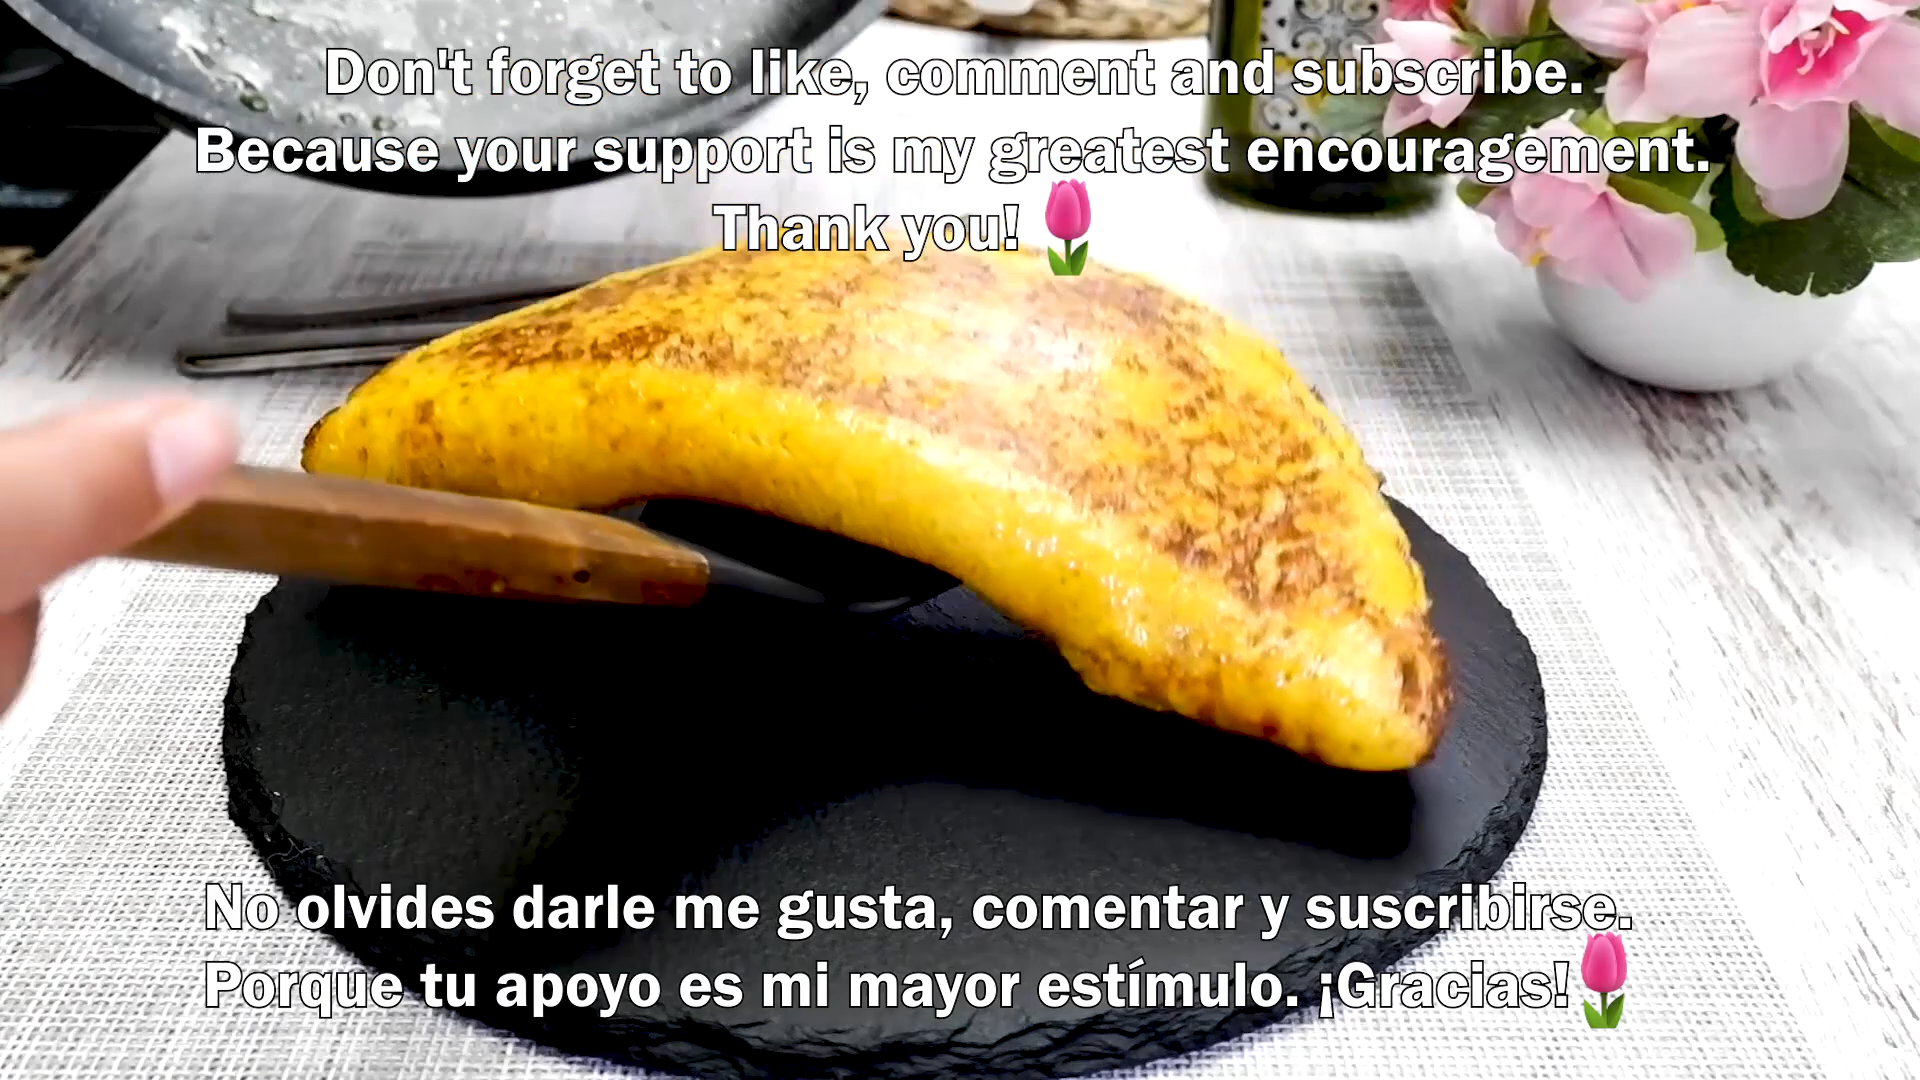 Don't forget to like, comment and subscribe.
Because your support is my greatest encouragement.
Thank you!🌷
No olvides darle me gusta, comentar y suscribirse.
Porque tu apoyo es mi mayor estímulo. ¡Gracias!🌷